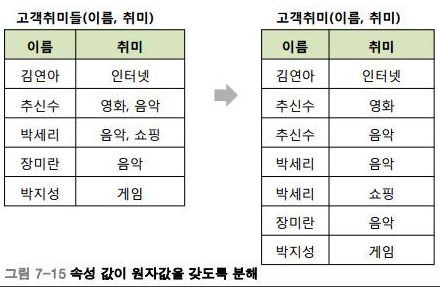 고객취미들(이름, 취미)
이름 취미
김연아 인터넷
추신수 영화, 음악
박세리 음악, 쇼핑
장미란 음악
박지성 게임
고객취미(이름, 취미)
이름 취미
김연아 인터넷
추신수 영화
추신수 음악
박세리 음악
박세리 쇼핑
장미란 음악
박지성 게임
그림 7-15 속성 값이 원자값을 갖도록 분해